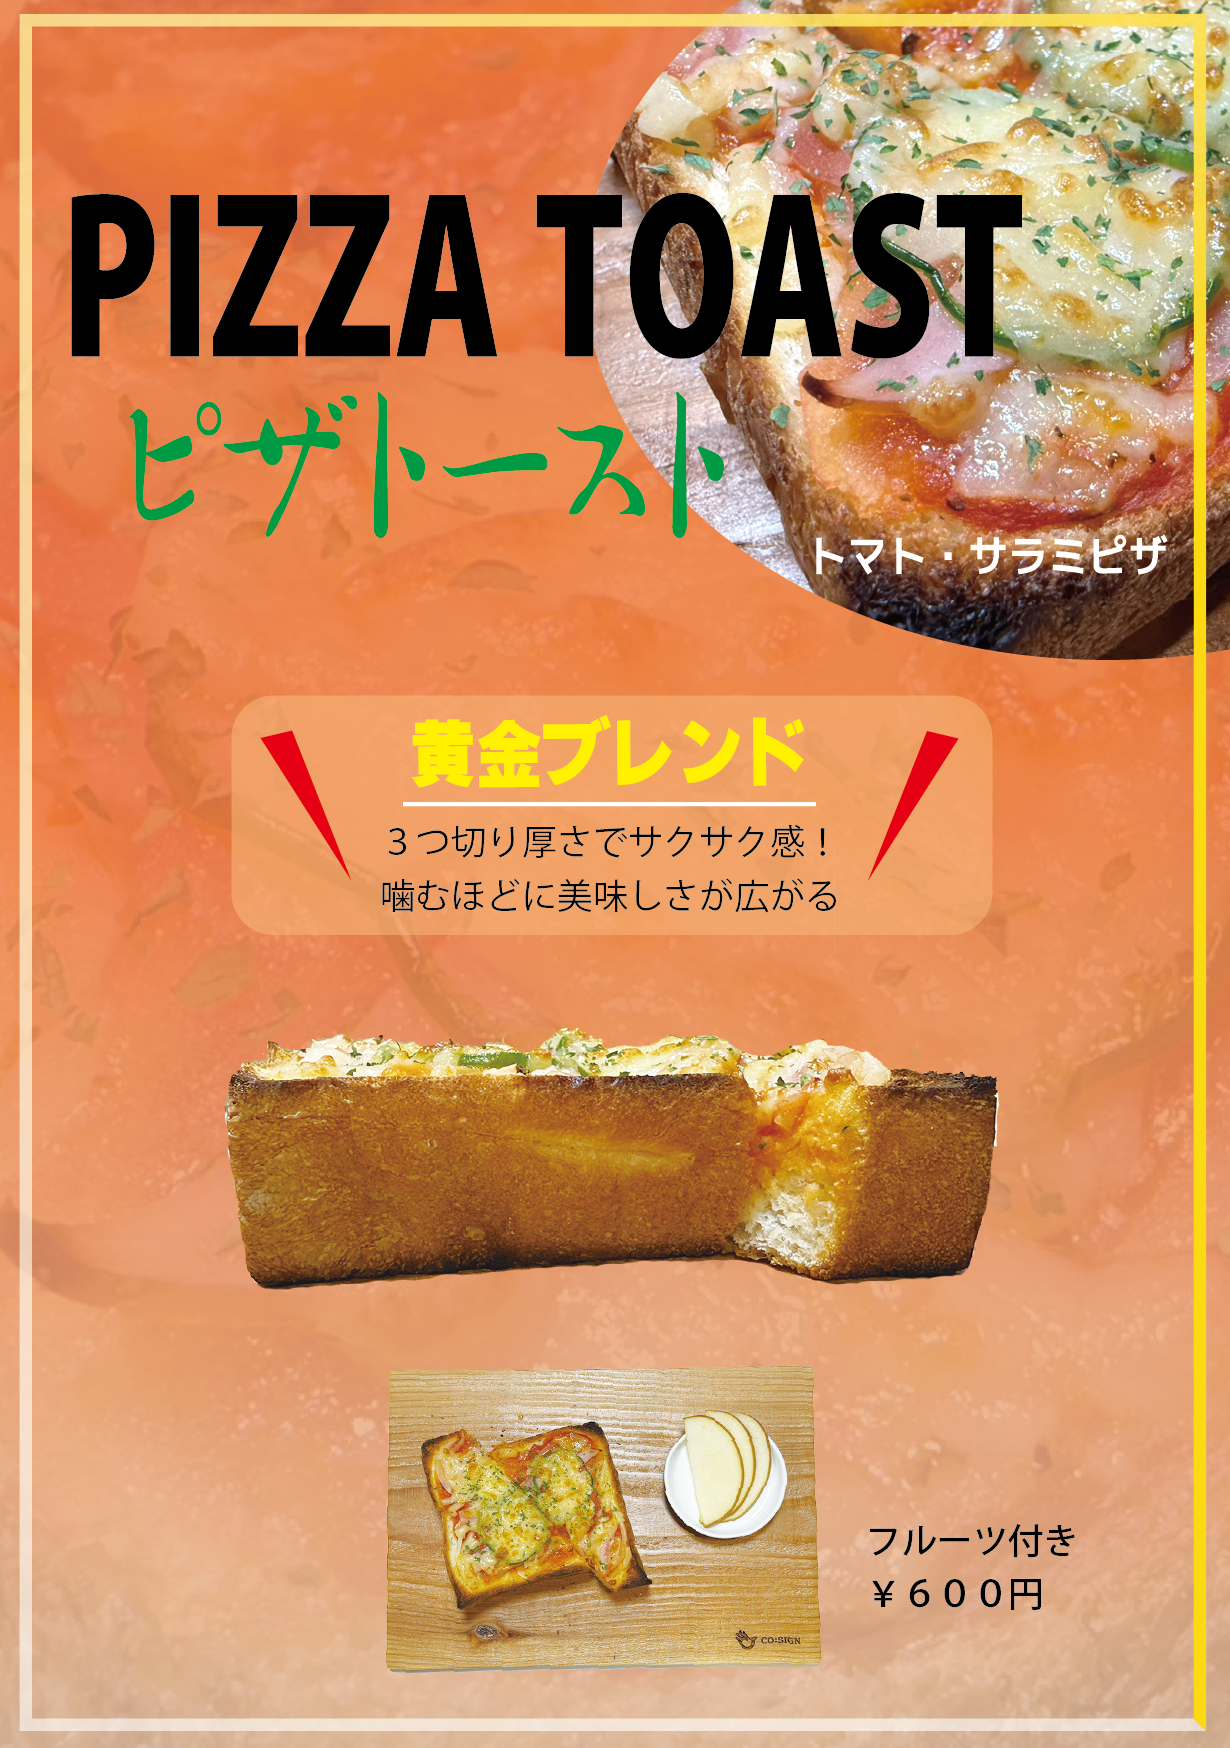 PIZZA TOAST
ピザトースト
トマト・サラミピザ
黄金ブレンド
３つ切り厚さでサクサク感！
噛むほどに美味しさが広がる
フルーツ付き
￥６００円
CO:SIGN